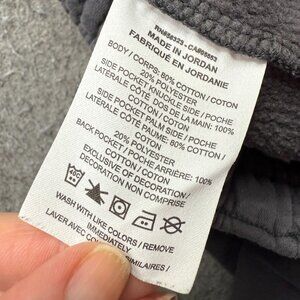 MADE IN JORDAN
FABRIQUÉ EN JORDANIE
BODY / CORPS: 80% COTTON / COTON
20% POLYESTER
SIDE POCKET KNUCKLE SIDE / POCHE
LATÉRALE CÔTÉ DOS DE LA MAIN: 100%
COTTON / COTON
SIDE POCKET PALM SIDE / POCHE
LATÉRALE CÔTÉ PAUME: 80% COTTON /
COTON
20% POLYESTER
BACK POCKET / POCHE ARRIÈRE: 100%
COTTON / COTON
EXCLUSIVE OF DECORATION /
DÉCORATION
40
WASH WITH LIKE COLORS / REMOVE
IMMEDIATELY
LAVER AVEC
SIMILAIRES /